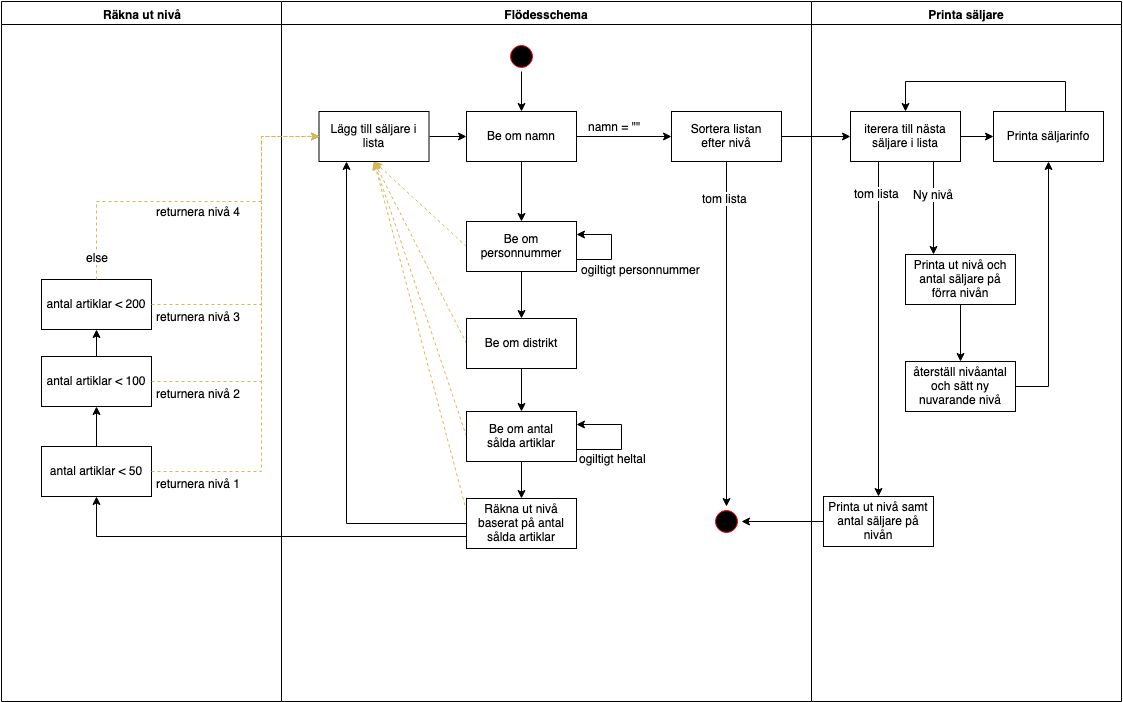 Räkna ut nivå
Flödesschema
Printa säljare
Lägg till säljare i
lista
Be om namn
namn = ""
Sortera listan
efter nivå
iterera till nästa
säljare i lista
Printa säljarinfo
tom lista
tom lista
Ny nivå
returnera nivå 4
else
Be om
personnummer
ogiltigt personnummer
Printa ut nivå och
antal säljare på
förra nivån
antal artiklar < 200
returnera nivå 3
Be om distrikt
antal artiklar < 100
returnera nivå 2
återställ nivåantal
och sätt ny
nuvarande nivå
Be om antal
sålda artiklar
ogiltigt heltal
antal artiklar < 50
returnera nivå 1
Räkna ut nivå
baserat på antal
sålda artiklar
Printa ut nivå samt
antal säljare på
nivån